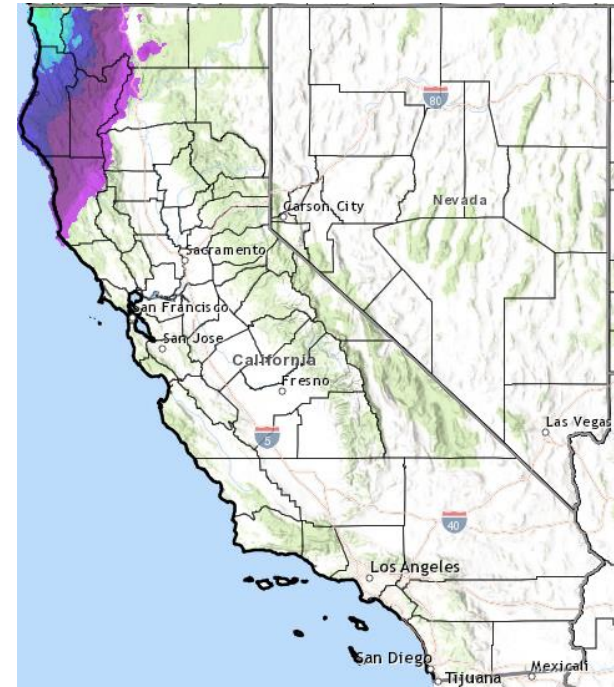 80
Nevada
Carson City
Sacramento
San Francisco
San Jose
California
Fresno
Las Vegas
5
40
Los Angeles
San Diego
Tijuana
Mexicali